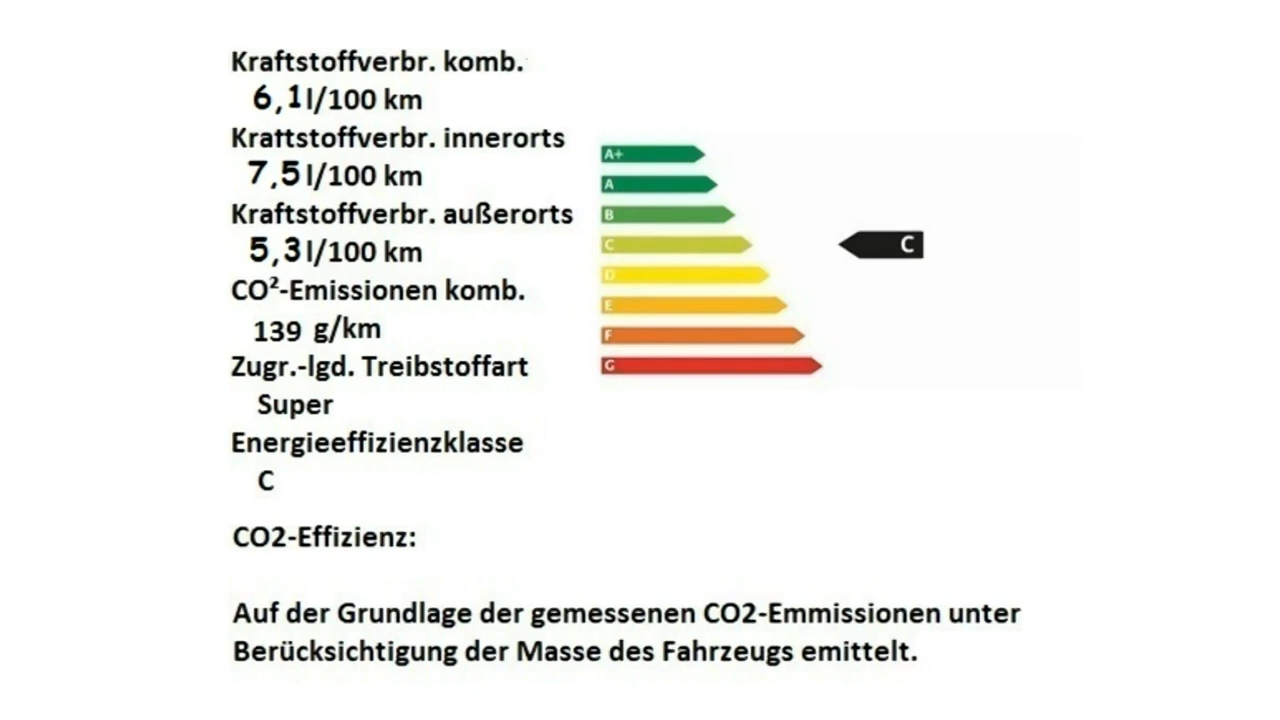 Kraftstoffverbr. komb.
6,1 l/100 km
Kraftstoffverbr. innerorts
7,5 l/100 km
Kraftstoffverbr. außerorts
5,3 l/100 km
CO²-Emissionen komb.
139 g/km
Zugr.-lgd. Treibstoffart
Super
Energieeffizienzklasse
C
A+
A
B
C
D
E
F
G
C
CO2-Effizienz:
Auf der Grundlage der gemessenen CO2-Emmissionen unter
Berücksichtigung der Masse des Fahrzeugs emittelt.